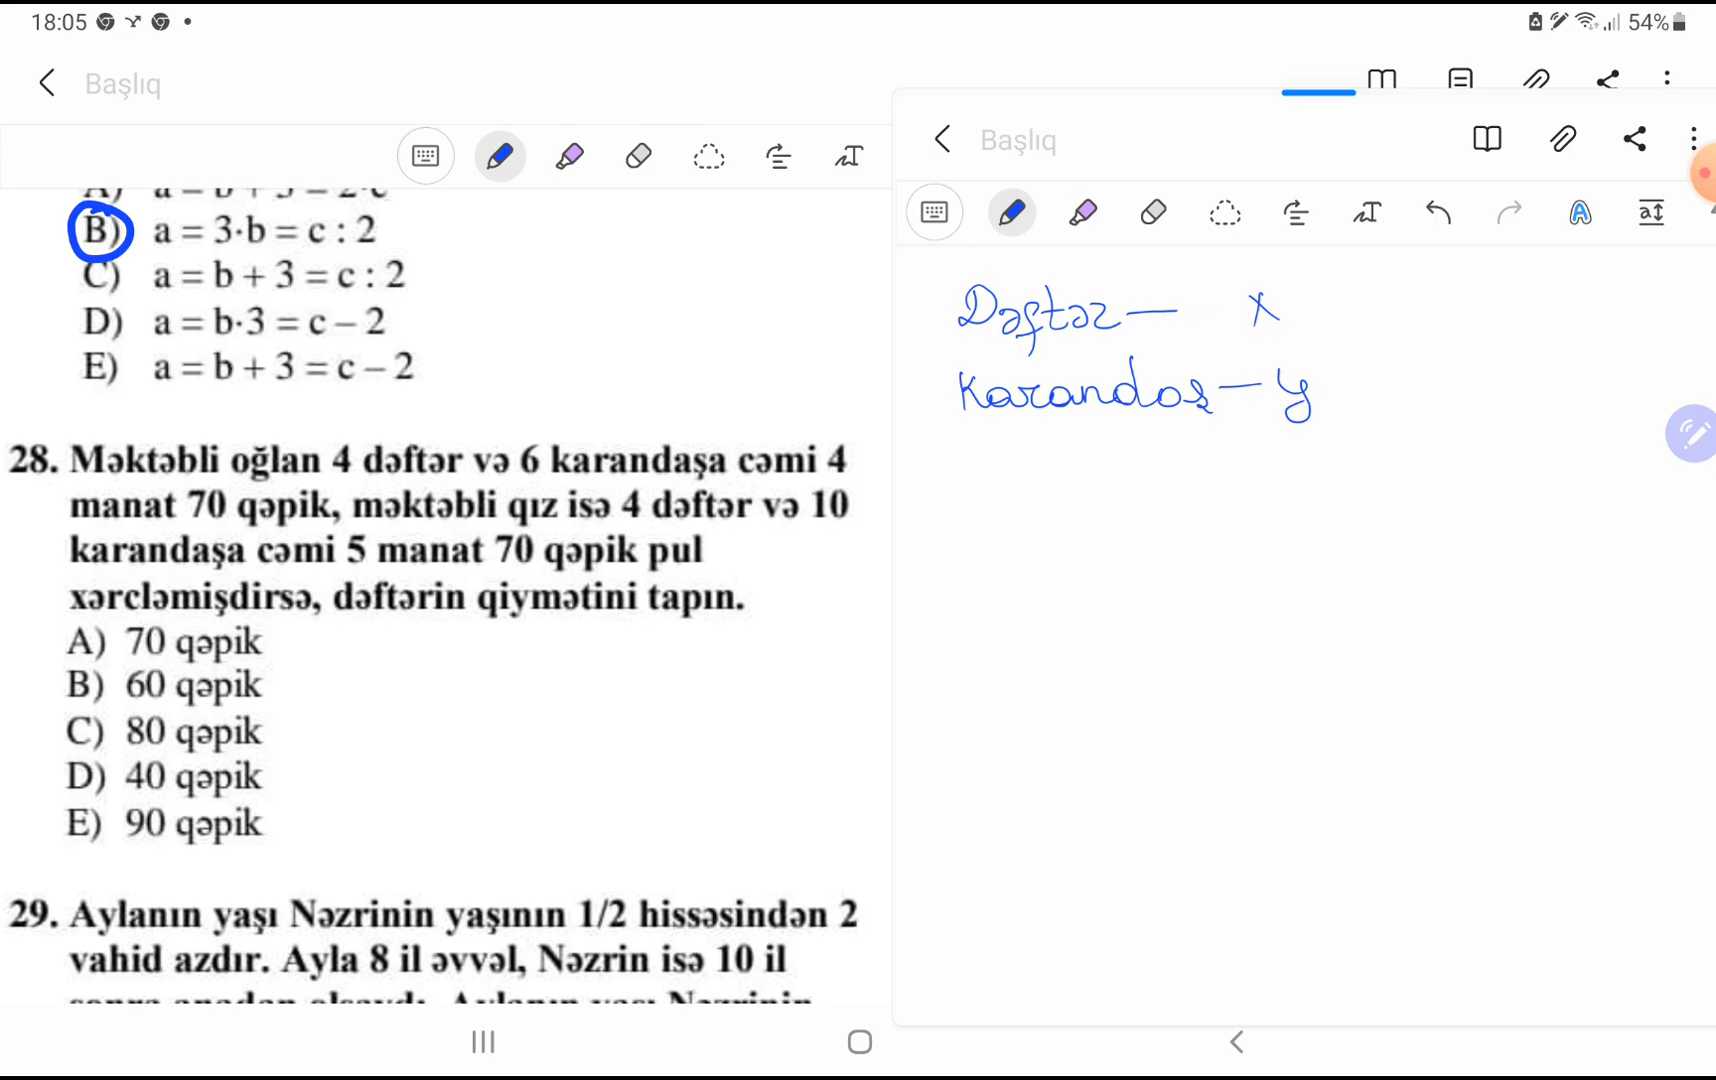 18:05
54%
Başlıq
B) a = 3·b = c : 2
C) a = b + 3 = c : 2
D) a = b·3 = c – 2
E) a = b + 3 = c – 2
28. Məktəbli oğlan 4 dəftər və 6 karandaşa cəmi 4
manat 70 qəpik, məktəbli qız isə 4 dəftər və 10
karandaşa cəmi 5 manat 70 qəpik pul
xərcləmişdirsə, dəftərin qiymətini tapın.
A) 70 qəpik
B) 60 qəpik
C) 80 qəpik
D) 40 qəpik
E) 90 qəpik
29. Aylanın yaşı Nəzrinin yaşının 1/2 hissəsindən 2
vahid azdır. Ayla 8 il əvvəl, Nəzrin isə 10 il
Başlıq
Dəftər — x
Karandaş — y